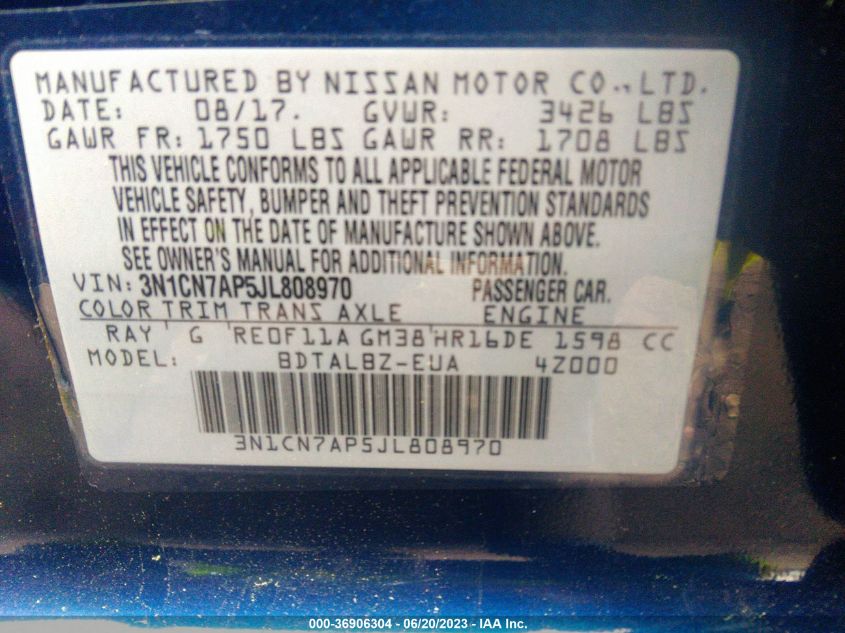 MANUFACTURED BY NISSAN MOTOR CO., LTD.
DATE: 08/17. GVWR: 3426 LBS
GAWR FR: 1750 LBS GAWR RR: 1708 LBS
THIS VEHICLE CONFORMS TO ALL APPLICABLE FEDERAL MOTOR
VEHICLE SAFETY, BUMPER AND THEFT PREVENTION STANDARDS
IN EFFECT ON THE DATE OF MANUFACTURE SHOWN ABOVE.
SEE OWNER'S MANUAL FOR ADDITIONAL INFORMATION.
VIN: 3N1CN7AP5JL808970 PASSENGER CAR.
COLOR TRIM TRANS AXLE ENGINE
RAY G RE0F11A GM38 HR16DE 1598 CC
MODEL: BDTALBZ-EUA 4Z000
3N1CN7AP5JL808970
000-36906304 - 06/20/2023 - IAA Inc.